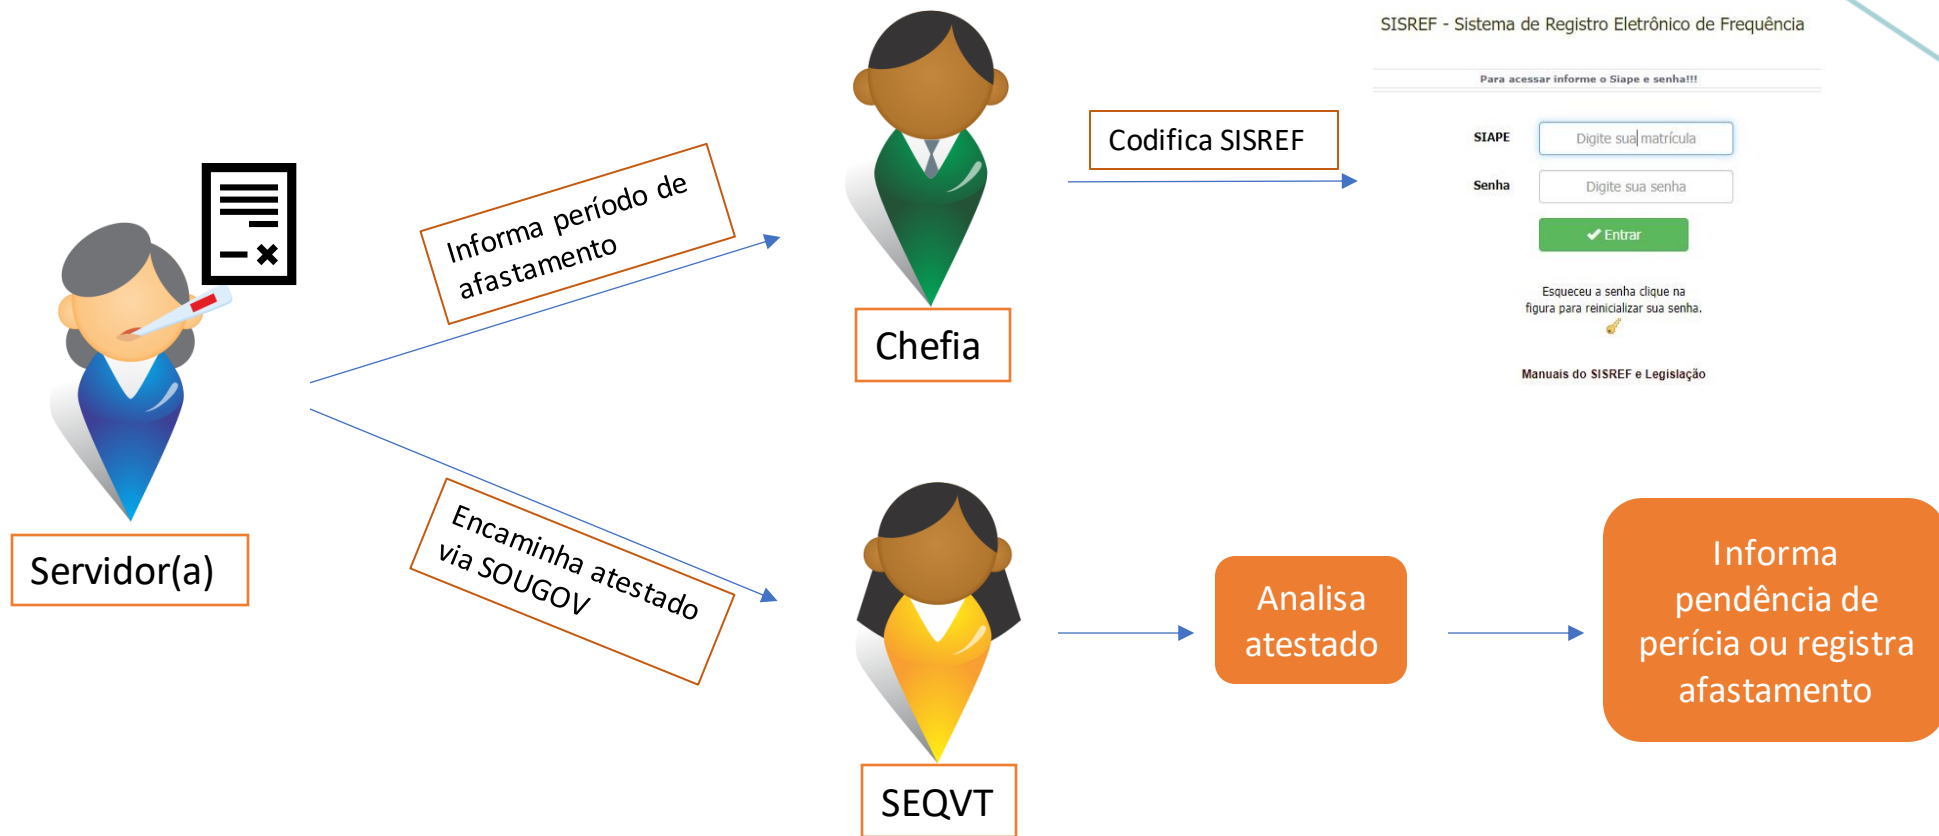 SISREF - Sistema de Registro Eletrônico de Frequência
Para acessar informe o Siape e senha!!!
SIAPE
Digite sua matrícula
Senha
Digite sua senha
Entrar
Esqueceu a senha clique na
figura para reinicializar sua senha.
Manuais do SISREF e Legislação
Codifica SISREF
Informa período de
afastamento
Chefia
Servidor(a)
Encaminha atestado
via SOUGOV
SEQVT
Analisa
atestado
Informa
pendência de
perícia ou registra
afastamento